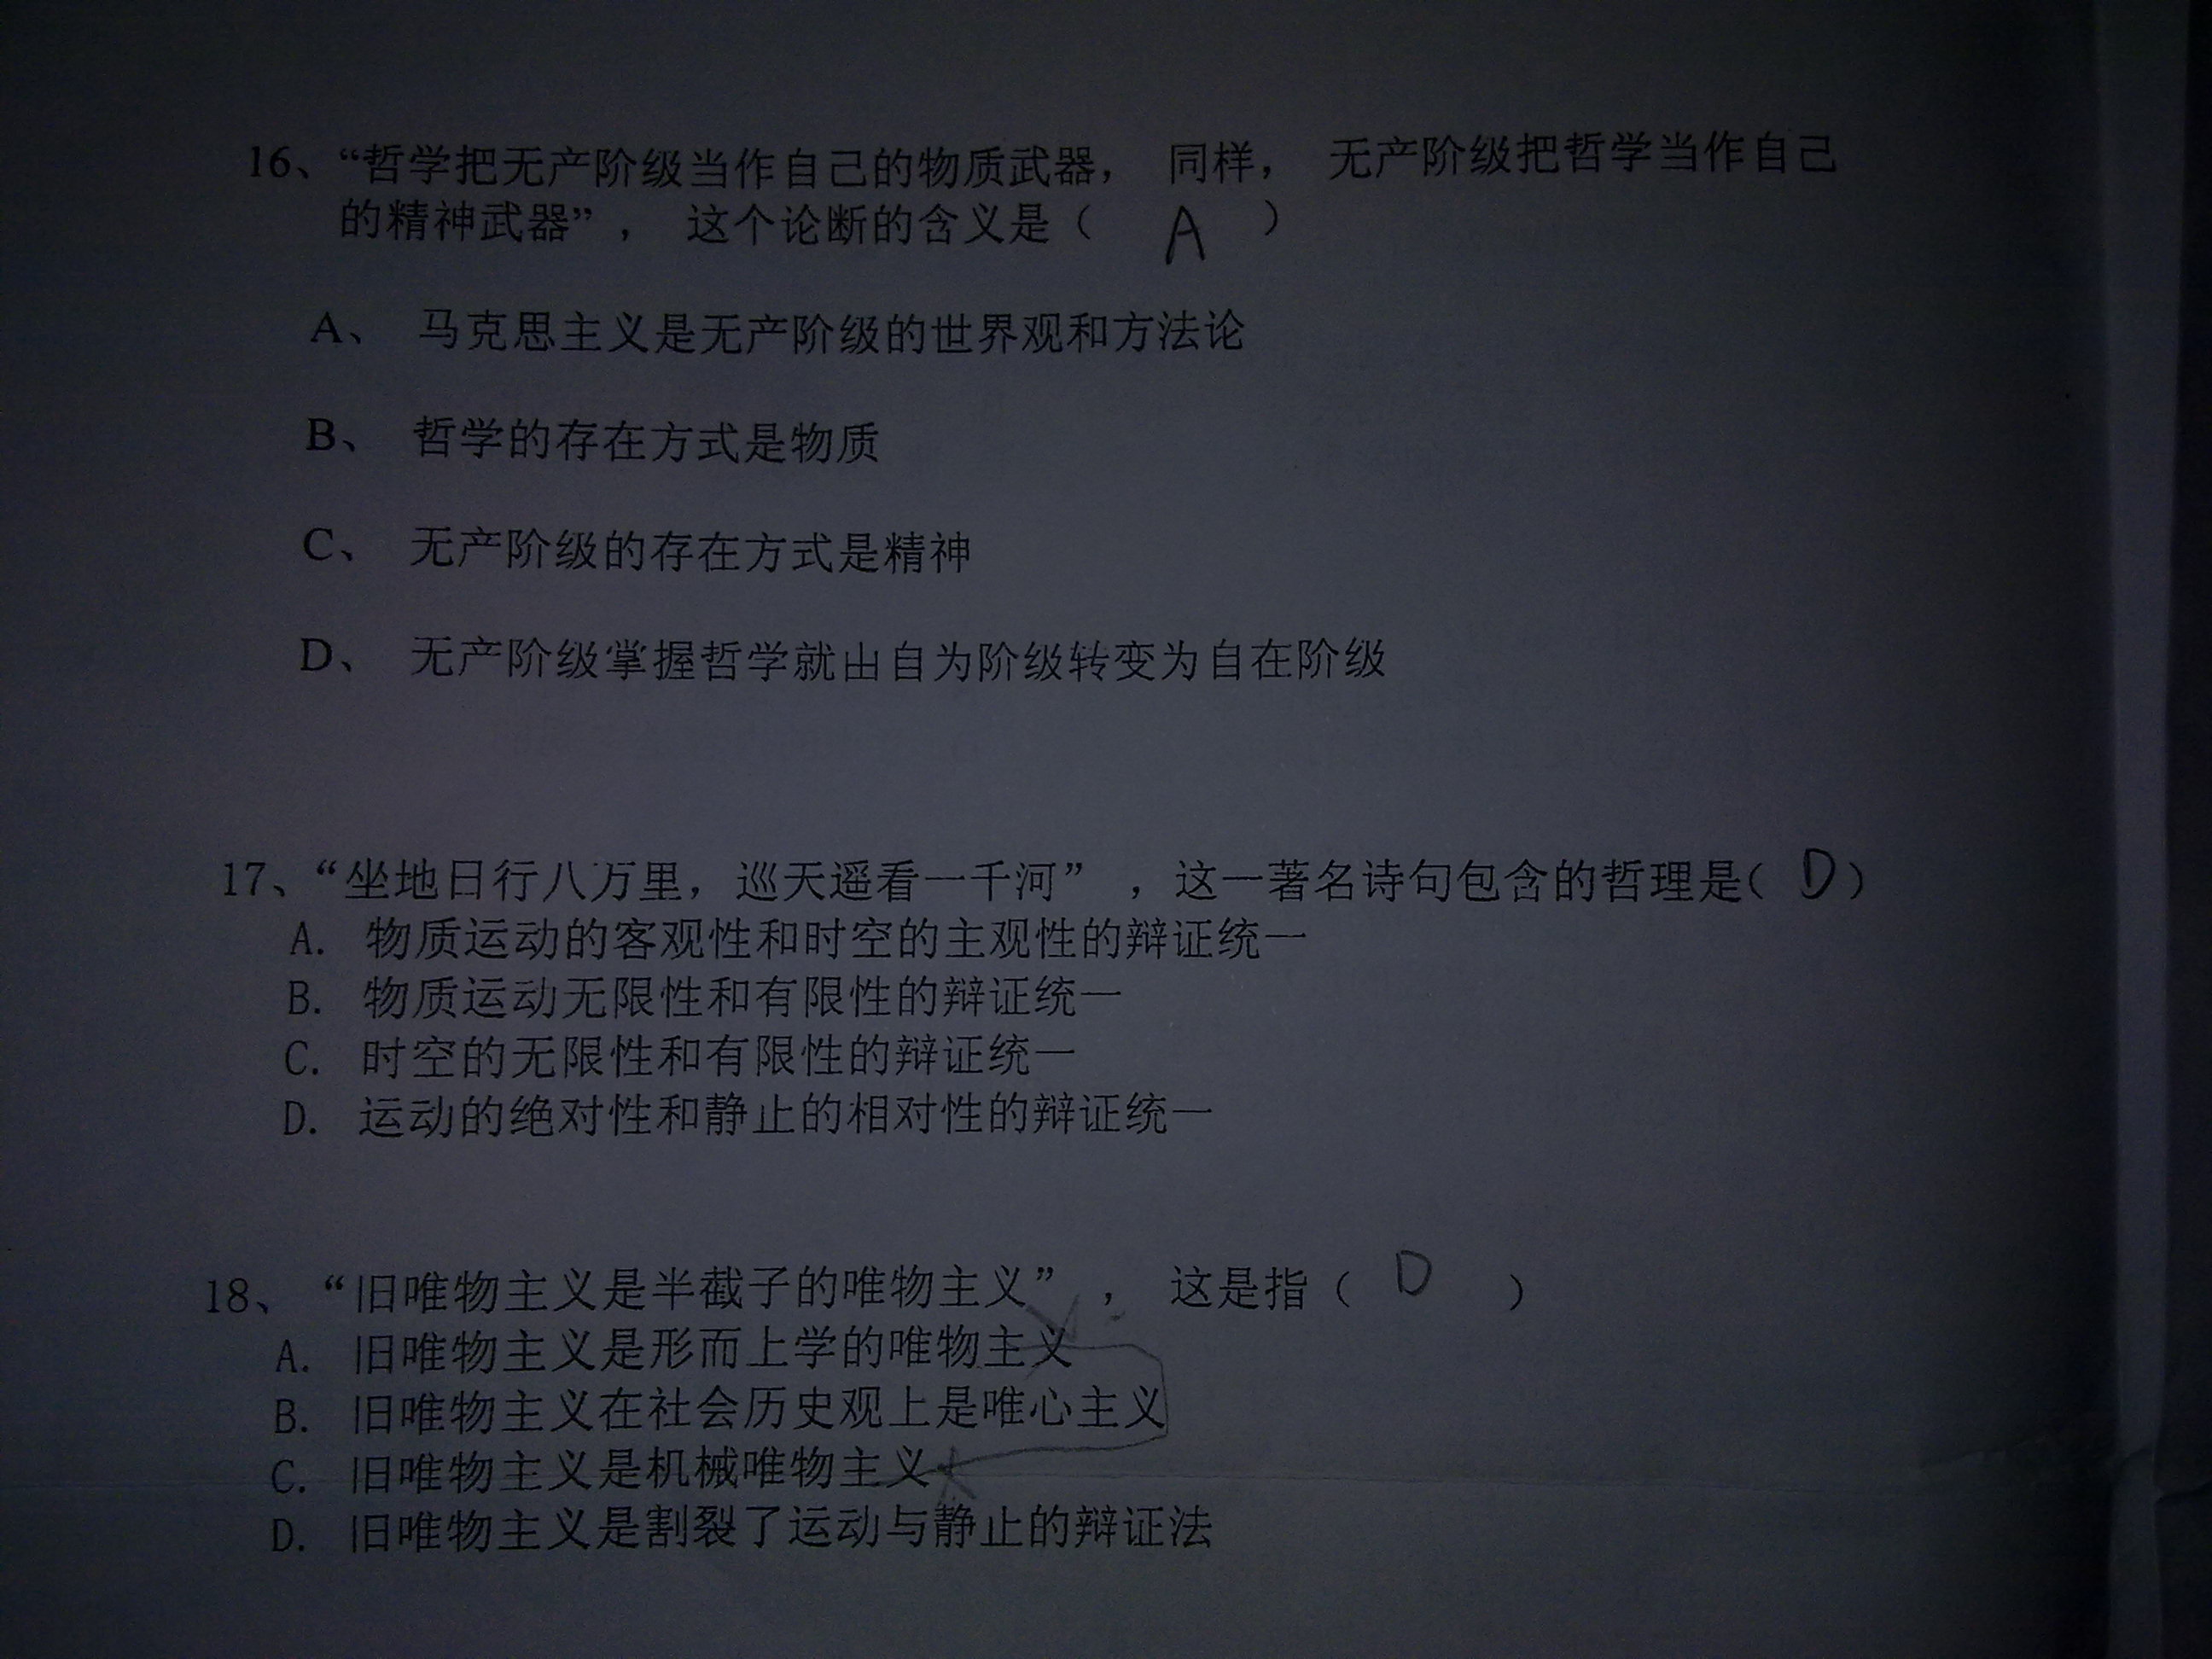 16、“哲学把无产阶级当作自己的物质武器， 同样， 无产阶级把哲学当作自己
的精神武器”， 这个论断的含义是（ A ）
A、 马克思主义是无产阶级的世界观和方法论
B、 哲学的存在方式是物质
C、 无产阶级的存在方式是精神
D、 无产阶级掌握哲学就由自为阶级转变为自在阶级
17、“坐地日行八万里，巡天遥看一千河” ，这一著名诗句包含的哲理是( D )
A. 物质运动的客观性和时空的主观性的辩证统一
B. 物质运动无限性和有限性的辩证统一
C. 时空的无限性和有限性的辩证统一
D. 运动的绝对性和静止的相对性的辩证统一
18、 “旧唯物主义是半截子的唯物主义” ， 这是指（ D ）
A. 旧唯物主义是形而上学的唯物主义
B. 旧唯物主义在社会历史观上是唯心主义
C. 旧唯物主义是机械唯物主义
D. 旧唯物主义是割裂了运动与静止的辩证法